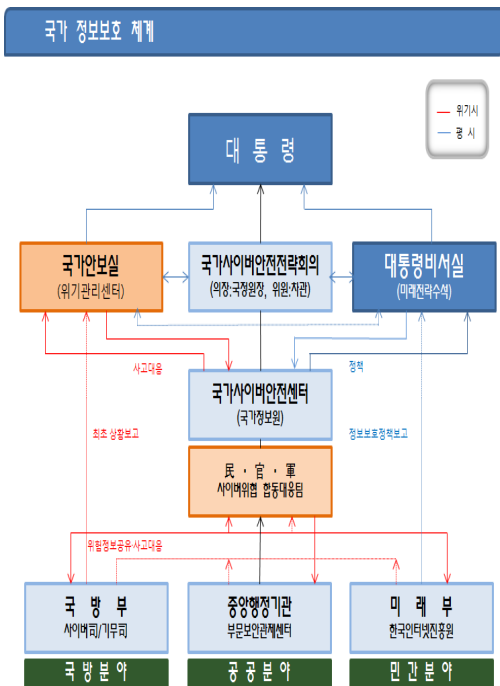 국가 정보보호 체계
위기시
평 시
대 통 령
국가안보실
(위기관리센터)
국가사이버안전전략회의
(의장:국정원장, 위원:차관)
대통령비서실
(미래전략수석)
사고대응
정책
국가사이버안전센터
(국가정보원)
최초 상황보고
정보보호정책보고
民 · 官 · 軍
사이버위협 합동대응팀
위협정보공유·사고대응
국 방 부
사이버司/기무司
중앙행정기관
부문보안관제센터
미 래 부
한국인터넷진흥원
국 방 분 야
공 공 분 야
민 간 분 야